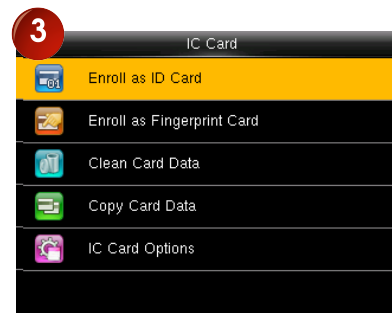 3
IC Card
01
Enroll as ID Card
Enroll as Fingerprint Card
Clean Card Data
Copy Card Data
IC Card Options